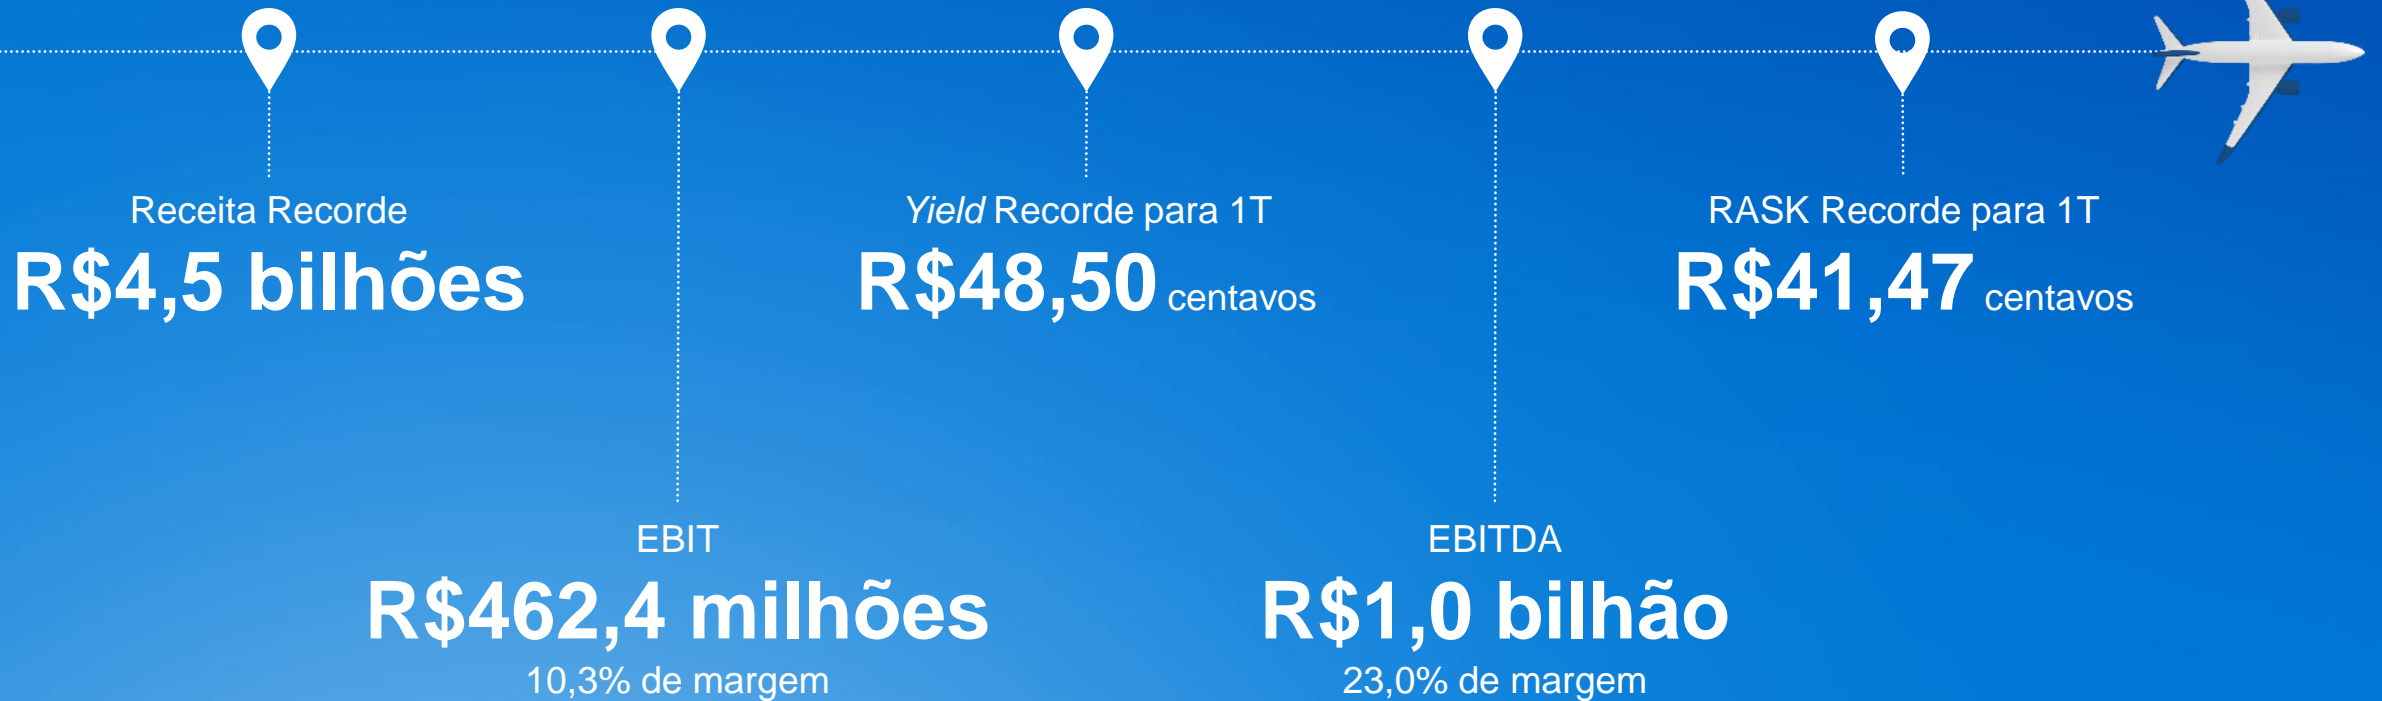 Receita Recorde
R$4,5 bilhões
Yield Recorde para 1T
R$48,50 centavos
RASK Recorde para 1T
R$41,47 centavos
EBIT
R$462,4 milhões
10,3% de margem
EBITDA
R$1,0 bilhão
23,0% de margem